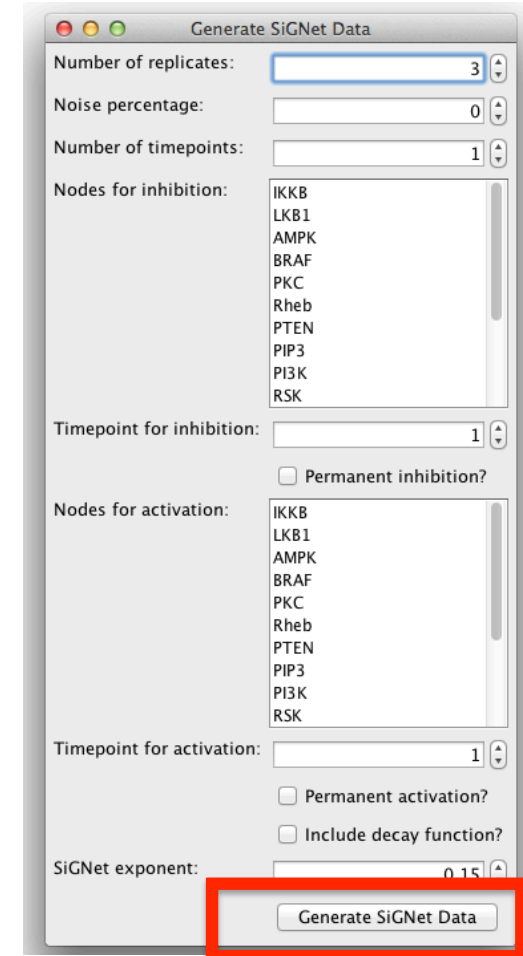 Generate SiGNet Data
Number of replicates: 3
Noise percentage: 0
Number of timepoints: 1
Nodes for inhibition:
IKKB
LKB1
AMPK
BRAF
PKC
Rheb
PTEN
PIP3
PI3K
RSK
Timepoint for inhibition: 1
Permanent inhibition?
Nodes for activation:
IKKB
LKB1
AMPK
BRAF
PKC
Rheb
PTEN
PIP3
PI3K
RSK
Timepoint for activation: 1
Permanent activation?
Include decay function?
SiGNet exponent: 0.15
Generate SiGNet Data